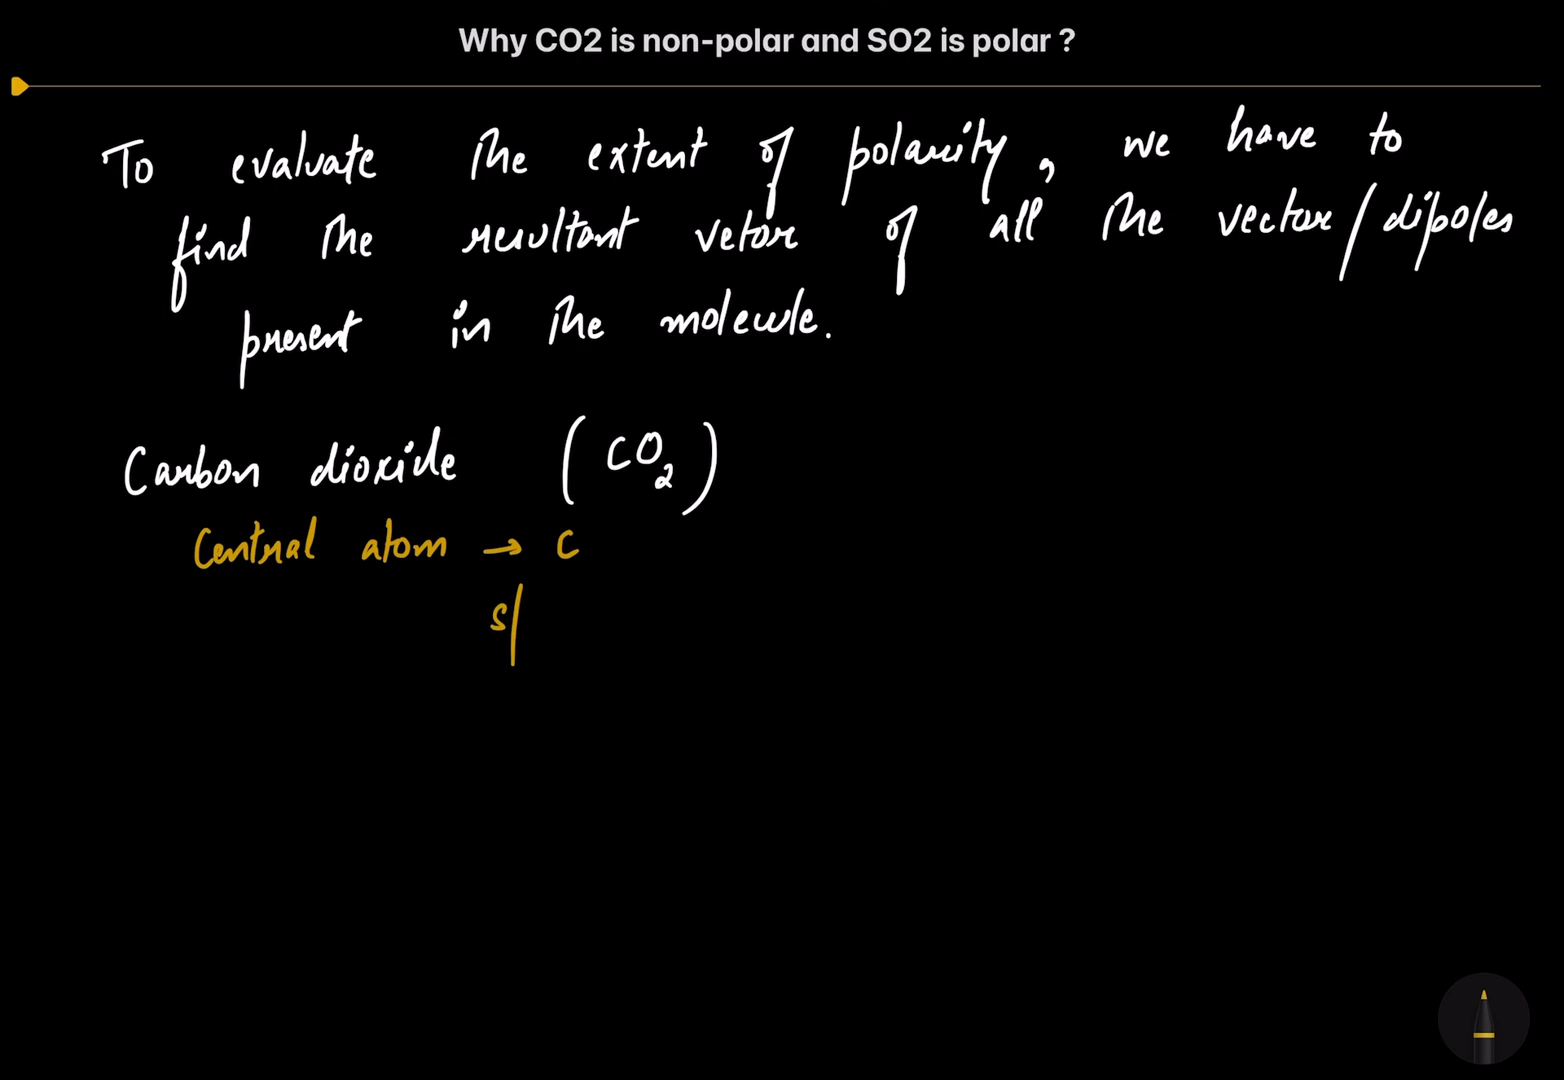 Why CO2 is non-polar and SO2 is polar ?
To evaluate the extent of polarity, we have to
find the resultant vetor of all the vector/dipoles
present in the molecule.
Carbon dioxide (CO₂)
Central atom → C
s/